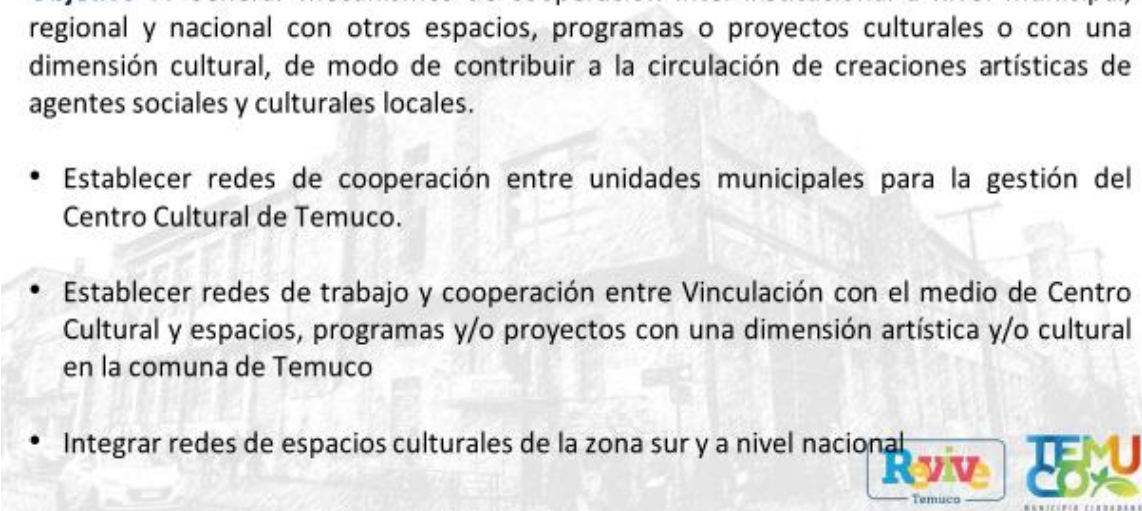 regional y nacional con otros espacios, programas o proyectos culturales o con una
dimensión cultural, de modo de contribuir a la circulación de creaciones artísticas de
agentes sociales y culturales locales.
• Establecer redes de cooperación entre unidades municipales para la gestión del
Centro Cultural de Temuco.
• Establecer redes de trabajo y cooperación entre Vinculación con el medio de Centro
Cultural y espacios, programas y/o proyectos con una dimensión artística y/o cultural
en la comuna de Temuco
• Integrar redes de espacios culturales de la zona sur y a nivel nacional
Revive
Temuco
TEMU
CO